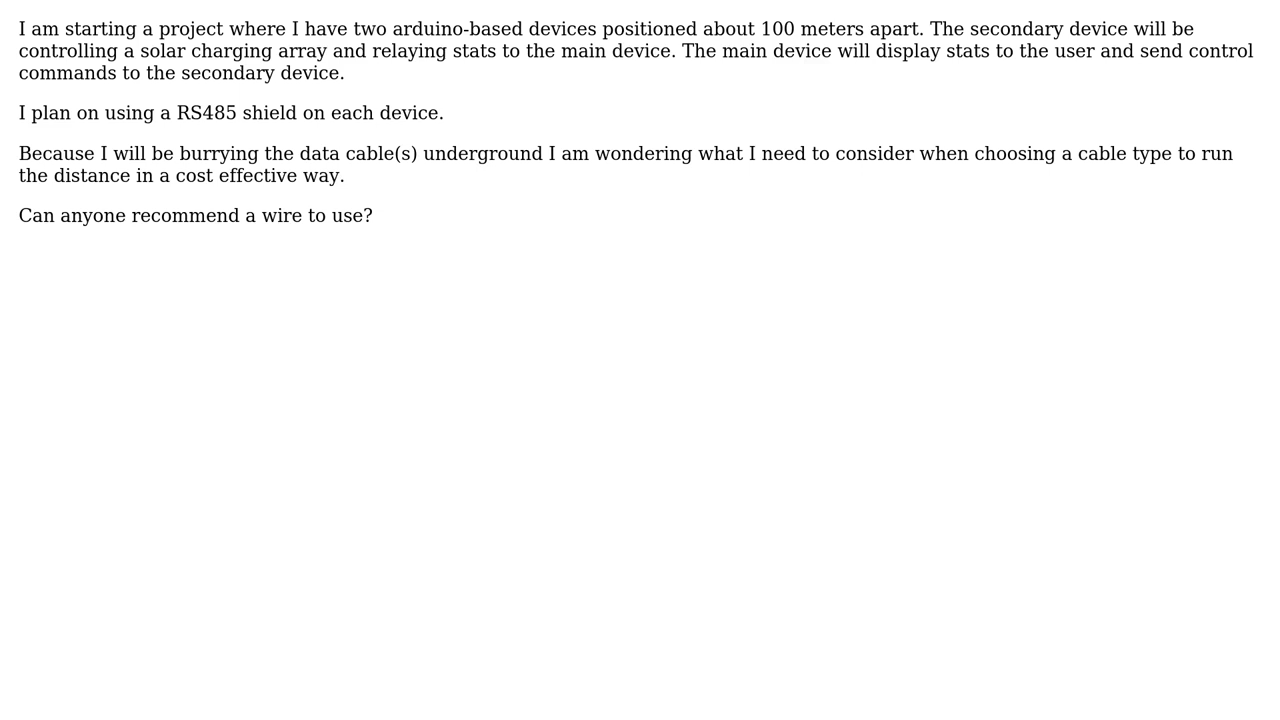 I am starting a project where I have two arduino-based devices positioned about 100 meters apart. The secondary device will be
controlling a solar charging array and relaying stats to the main device. The main device will display stats to the user and send control
commands to the secondary device.
I plan on using a RS485 shield on each device.
Because I will be burrying the data cable(s) underground I am wondering what I need to consider when choosing a cable type to run
the distance in a cost effective way.
Can anyone recommend a wire to use?